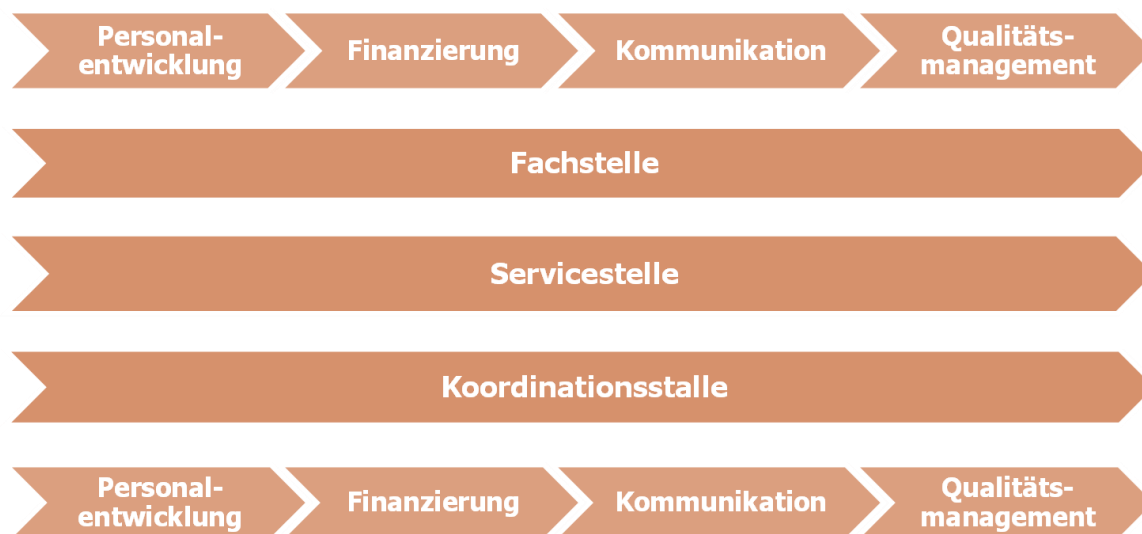 Personal-
entwicklung
Finanzierung
Kommunikation
Qualitäts-
management
Fachstelle
Servicestelle
Koordinationsstalle
Personal-
entwicklung
Finanzierung
Kommunikation
Qualitäts-
management